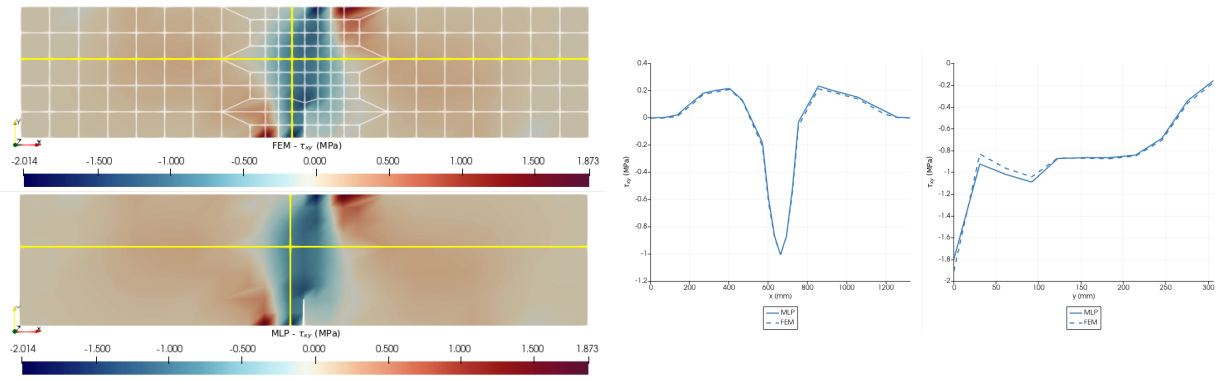 Y
Z X
FEM - τxy (MPa)
-2.014 -1.500 -1.000 -0.500 0.000 0.500 1.000 1.500 1.873
MLP - τxy (MPa)
-2.014 -1.500 -1.000 -0.500 0.000 0.500 1.000 1.500 1.873
0.4
0.2
0
-0.2
-0.4
-0.6
-0.8
-1
-1.2
τxy (MPa)
0 200 400 600 800 1000 1200
x (mm)
MLP
FEM
0
-0.2
-0.4
-0.6
-0.8
-1
-1.2
-1.4
-1.6
-1.8
-2
τxy (MPa)
0 50 100 150 200 250 300
y (mm)
MLP
FEM